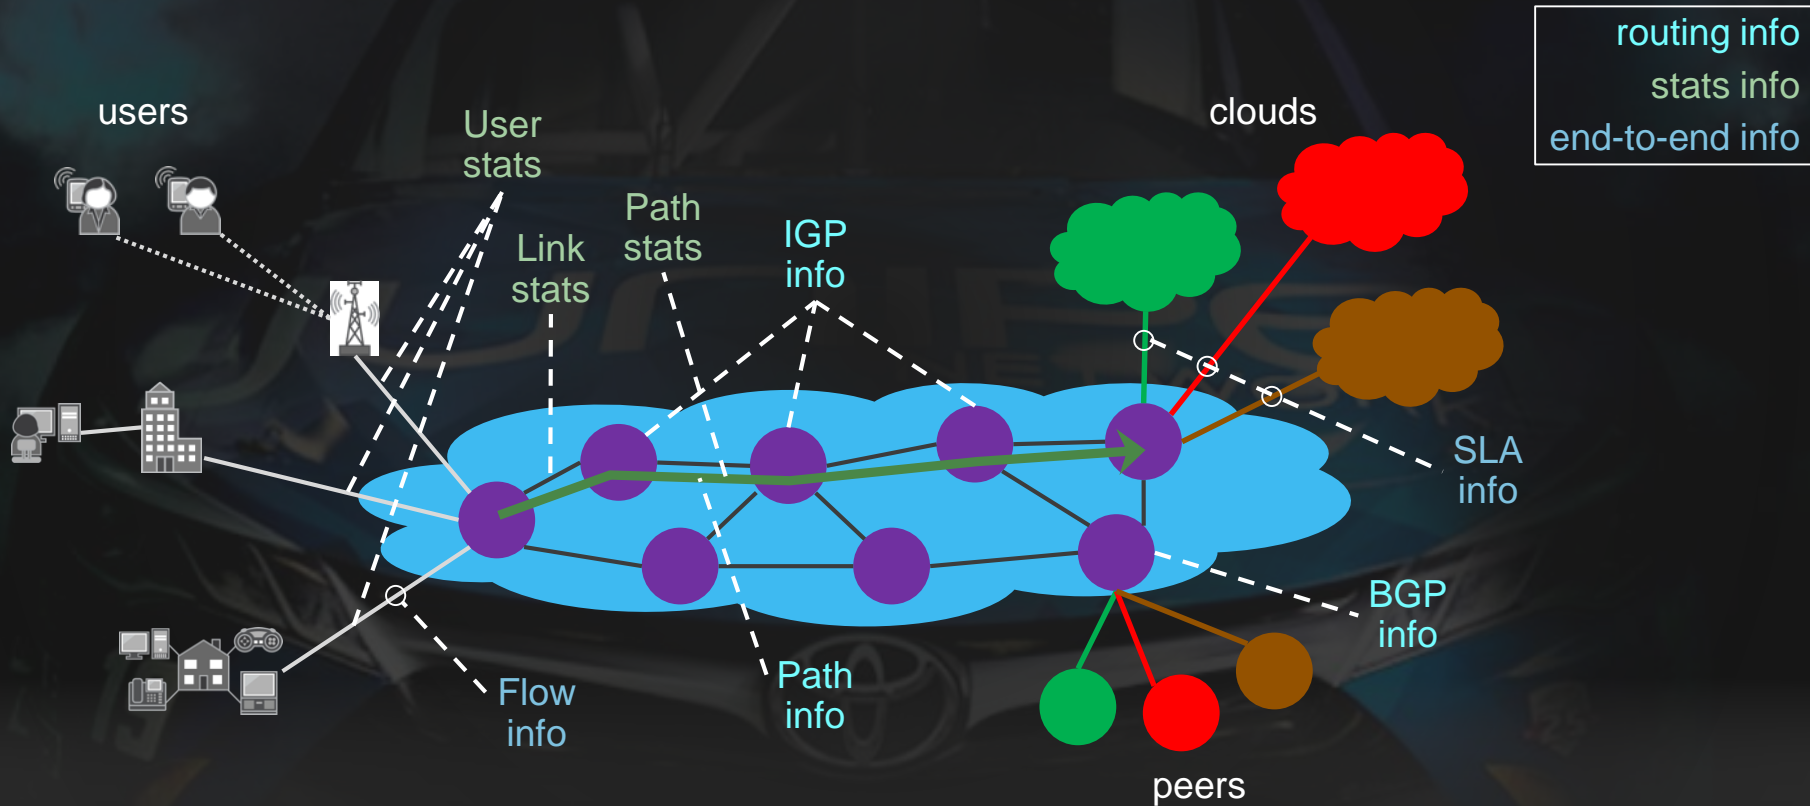 routing info
stats info
end-to-end info
users
clouds
User
stats
Path
stats
IGP
info
Link
stats
SLA
info
BGP
info
Path
info
Flow
info
peers